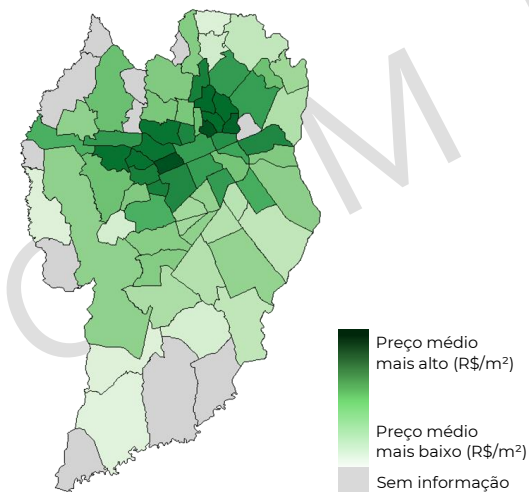 Preço médio
mais alto (R$/m²)
Preço médio
mais baixo (R$/m²)
Sem informação